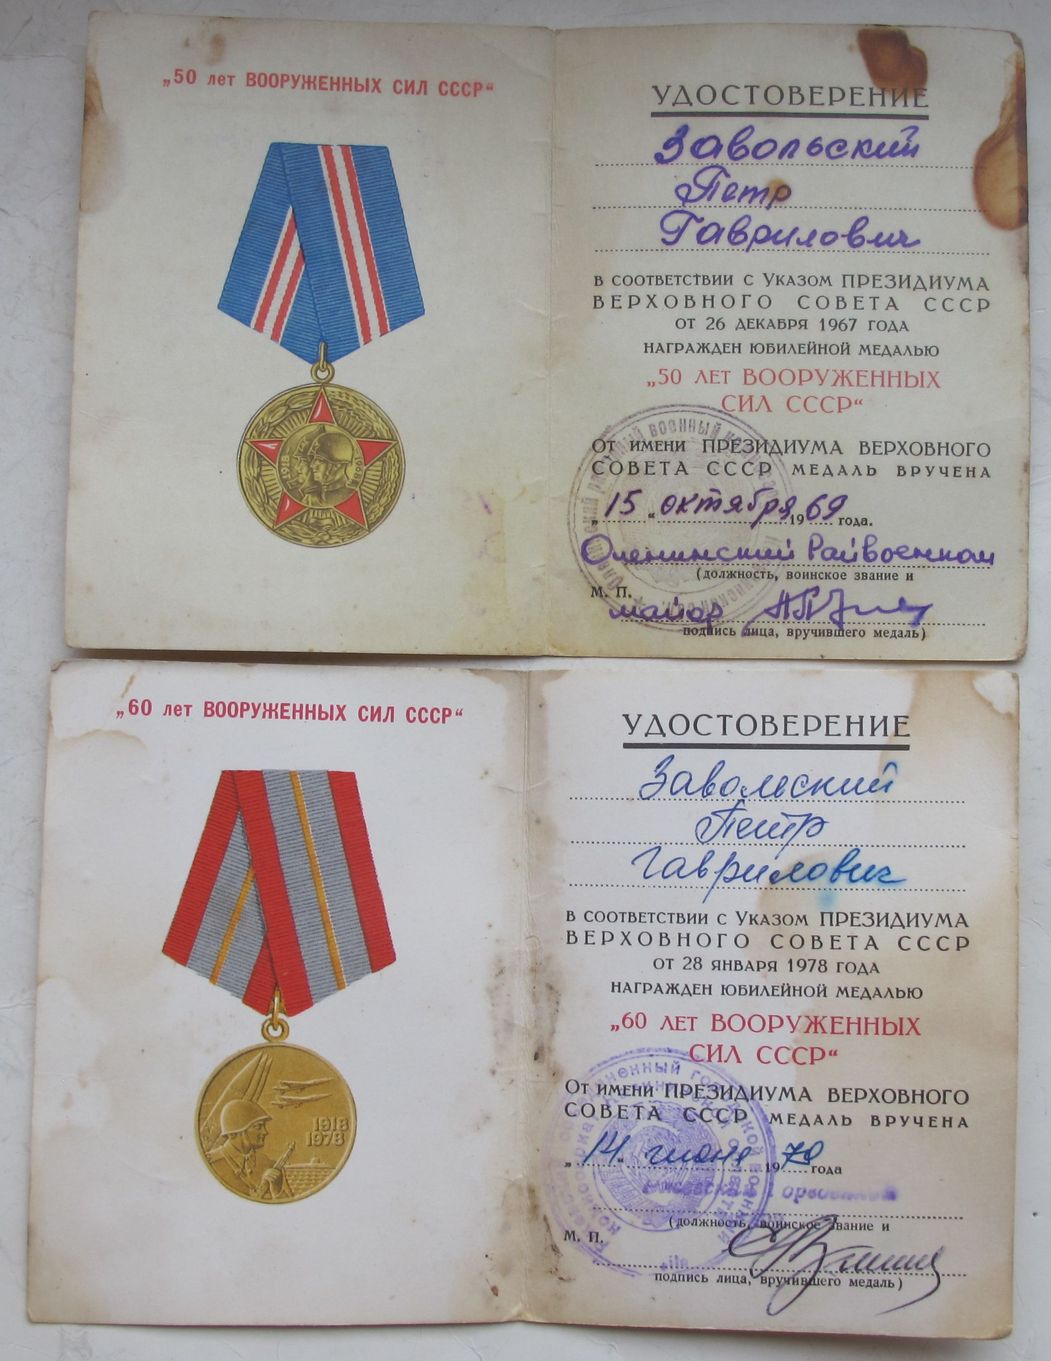 „50 лет ВООРУЖЕННЫХ СИЛ СССР“
УДОСТОВЕРЕНИЕ
Завольский
Петр
Гаврилович
В СООТВЕТСТВИИ С УКАЗОМ ПРЕЗИДИУМА
ВЕРХОВНОГО СОВЕТА СССР
ОТ 26 ДЕКАБРЯ 1967 ГОДА
НАГРАЖДЕН ЮБИЛЕЙНОЙ МЕДАЛЬЮ
„50 ЛЕТ ВООРУЖЕННЫХ
СИЛ СССР“
ОТ ИМЕНИ ПРЕЗИДИУМА ВЕРХОВНОГО
СОВЕТА СССР МЕДАЛЬ ВРУЧЕНА
„15“ октября 1969 года.
Оленинский Райвоенком
(должность, воинское звание и
М. П.
майор
подпись лица, вручившего медаль)
„60 лет ВООРУЖЕННЫХ СИЛ СССР“
1918
1978
УДОСТОВЕРЕНИЕ
Завольский
Петр
Гаврилович
В СООТВЕТСТВИИ С УКАЗОМ ПРЕЗИДИУМА
ВЕРХОВНОГО СОВЕТА СССР
ОТ 28 ЯНВАРЯ 1978 ГОДА
НАГРАЖДЕН ЮБИЛЕЙНОЙ МЕДАЛЬЮ
„60 ЛЕТ ВООРУЖЕННЫХ
СИЛ СССР“
ОТ ИМЕНИ ПРЕЗИДИУМА ВЕРХОВНОГО
СОВЕТА СССР МЕДАЛЬ ВРУЧЕНА
„14“ июня 1979 года
(должность, воинское звание и
М. П.
подпись лица, вручившего медаль)